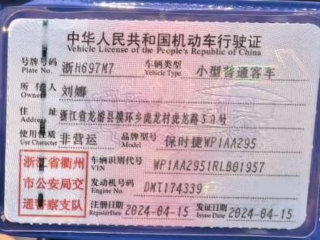 中华人民共和国机动车行驶证
Vehicle License of the People's Republic of China
号牌号码 浙H697M7 车辆类型 小型普通客车
Plate No. Vehicle Type
所有人 刘娜
Owner
住址 浙江省龙游县横环乡庞龙村庞龙路39号
Address
使用性质 非营运 品牌型号 保时捷WP1AA295
Use Character Model
浙江省衢州 车辆识别代号 WP1AA2951RLB01957
VIN
市公安局交 发动机号码 DMT174339
Engine No.
通警察支队 注册日期 2024-04-15 发证日期 2024-04-15
Register Date Issue Date